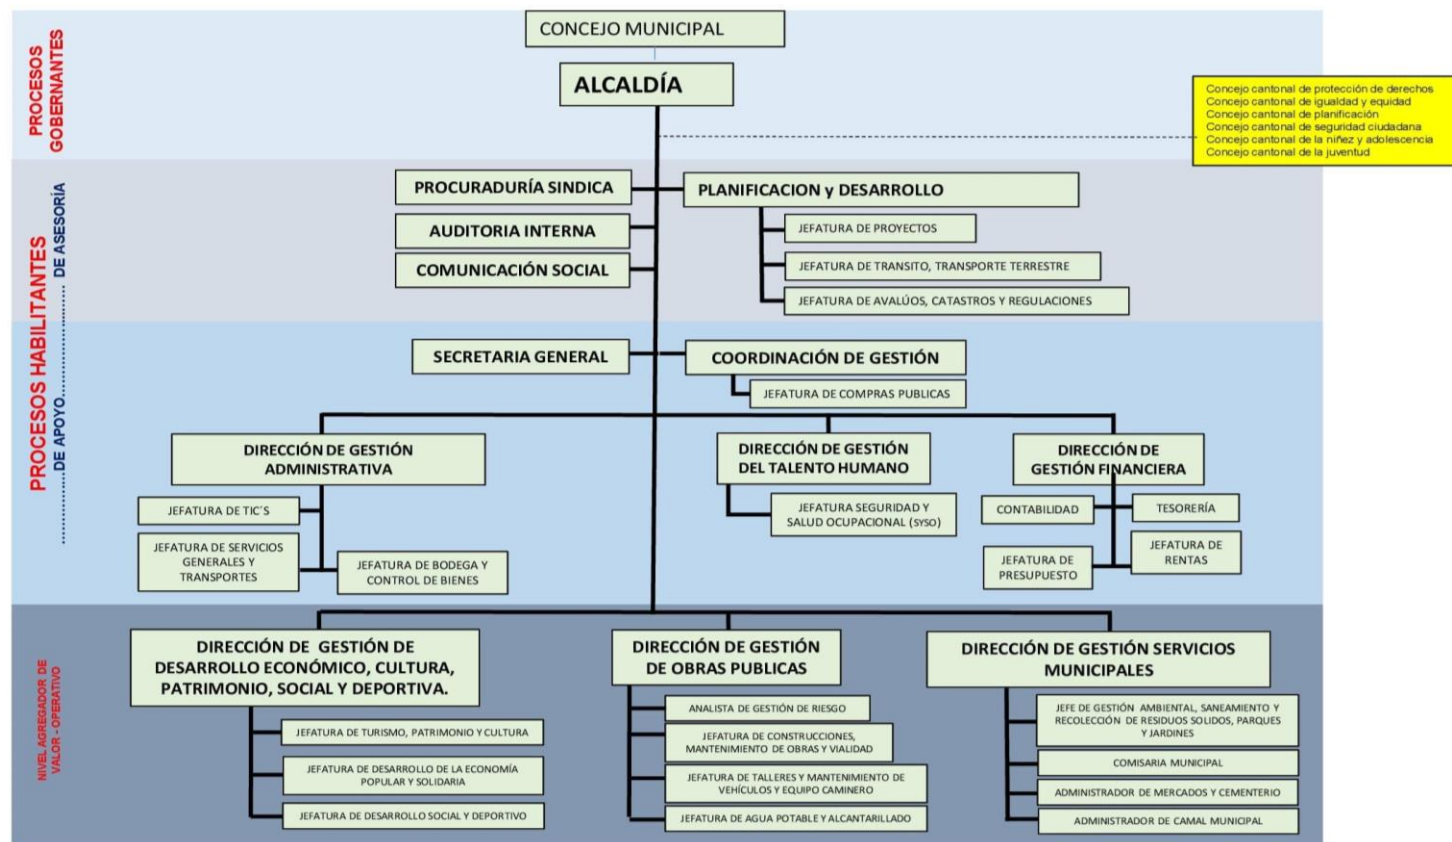 PROCESOS
GOBERNANTES
CONCEJO MUNICIPAL
ALCALDÍA
Concejo cantonal de protección de derechos
Concejo cantonal de igualdad y equidad
Concejo cantonal de planificación
Concejo cantonal de seguridad ciudadana
Concejo cantonal de la niñez y adolescencia
Concejo cantonal de la juventud
PROCESOS HABILITANTES
DE APOYO DE ASESORÍA
PROCURADURÍA SINDICA
AUDITORIA INTERNA
COMUNICACIÓN SOCIAL
PLANIFICACION y DESARROLLO
JEFATURA DE PROYECTOS
JEFATURA DE TRANSITO, TRANSPORTE TERRESTRE
JEFATURA DE AVALÚOS, CATASTROS Y REGULACIONES
SECRETARIA GENERAL
COORDINACIÓN DE GESTIÓN
JEFATURA DE COMPRAS PUBLICAS
DIRECCIÓN DE GESTIÓN
ADMINISTRATIVA
JEFATURA DE TIC´S
JEFATURA DE SERVICIOS
GENERALES Y
TRANSPORTES
JEFATURA DE BODEGA Y
CONTROL DE BIENES
DIRECCIÓN DE GESTIÓN
DEL TALENTO HUMANO
JEFATURA SEGURIDAD Y
SALUD OCUPACIONAL (SYSO)
DIRECCIÓN DE
GESTIÓN FINANCIERA
CONTABILIDAD
TESORERÍA
JEFATURA DE
PRESUPUESTO
JEFATURA DE
RENTAS
NIVEL AGREGADOR DE
VALOR - OPERATIVO
DIRECCIÓN DE GESTIÓN DE
DESARROLLO ECONÓMICO, CULTURA,
PATRIMONIO, SOCIAL Y DEPORTIVA.
JEFATURA DE TURISMO, PATRIMONIO Y CULTURA
JEFATURA DE DESARROLLO DE LA ECONOMÍA
POPULAR Y SOLIDARIA
JEFATURA DE DESARROLLO SOCIAL Y DEPORTIVO
DIRECCIÓN DE GESTIÓN
DE OBRAS PUBLICAS
ANALISTA DE GESTIÓN DE RIESGO
JEFATURA DE CONSTRUCCIONES,
MANTENIMIENTO DE OBRAS Y VIALIDAD
JEFATURA DE TALLERES Y MANTENIMIENTO DE
VEHÍCULOS Y EQUIPO CAMINERO
JEFATURA DE AGUA POTABLE Y ALCANTARILLADO
DIRECCIÓN DE GESTIÓN SERVICIOS
MUNICIPALES
JEFE DE GESTIÓN AMBIENTAL, SANEAMIENTO Y
RECOLECCIÓN DE RESIDUOS SOLIDOS, PARQUES Y
JARDINES
COMISARIA MUNICIPAL
ADMINISTRADOR DE MERCADOS Y CEMENTERIO
ADMINISTRADOR DE CAMAL MUNICIPAL